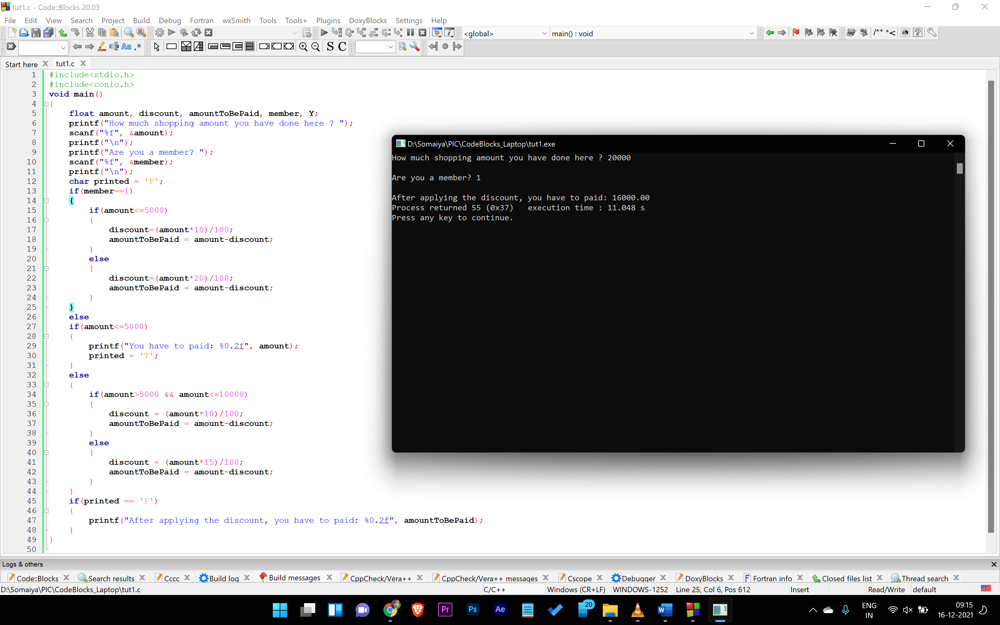 tut1.c - Code::Blocks 20.03
File Edit View Search Project Build Debug Fortran wxSmith Tools Tools+ Plugins DoxyBlocks Settings Help
<global> main() : void /** *<
Aa .* S C
Start here tut1.c
1 #include<stdio.h>
2 #include<conio.h>
3 void main()
4 {
5 float amount, discount, amountToBePaid, member, Y;
6 printf("How much shopping amount you have done here ? ");
7 scanf("%f", &amount);
8 printf("\n");
9 printf("Are you a member? ");
10 scanf("%f", &member);
11 printf("\n");
12 char printed = 'F';
13 if(member==1)
14 {
15 if(amount<=5000)
16 {
17 discount=(amount*10)/100;
18 amountToBePaid = amount-discount;
19 }
20 else
21 {
22 discount=(amount*20)/100;
23 amountToBePaid = amount-discount;
24 }
25 }
26 else
27 if(amount<=5000)
28 {
29 printf("You have to paid: %0.2f", amount);
30 printed = 'T';
31 }
32 else
33 {
34 if(amount>5000 && amount<=10000)
35 {
36 discount = (amount*10)/100;
37 amountToBePaid = amount-discount;
38 }
39 else
40 {
41 discount = (amount*15)/100;
42 amountToBePaid = amount-discount;
43 }
44 }
45 if(printed == 'F')
46 {
47 printf("After applying the discount, you have to paid: %0.2f", amountToBePaid);
48 }
49 }
50
D:\Somaiya\PIC\CodeBlocks_Laptop\tut1.exe
How much shopping amount you have done here ? 20000
Are you a member? 1
After applying the discount, you have to paid: 16000.00
Process returned 55 (0x37) execution time : 11.048 s
Press any key to continue.
Logs & others
Code::Blocks Search results Cccc Build log Build messages CppCheck/Vera++ CppCheck/Vera++ messages Cscope Debugger DoxyBlocks Fortran info Closed files list Thread search
D:\Somaiya\PIC\CodeBlocks_Laptop\tut1.c C/C++ Windows (CR+LF) WINDOWS-1252 Line 25, Col 6, Pos 612 Insert Read/Write default
Pr Ps Ae 20 W ENG IN 09:15
16-12-2021